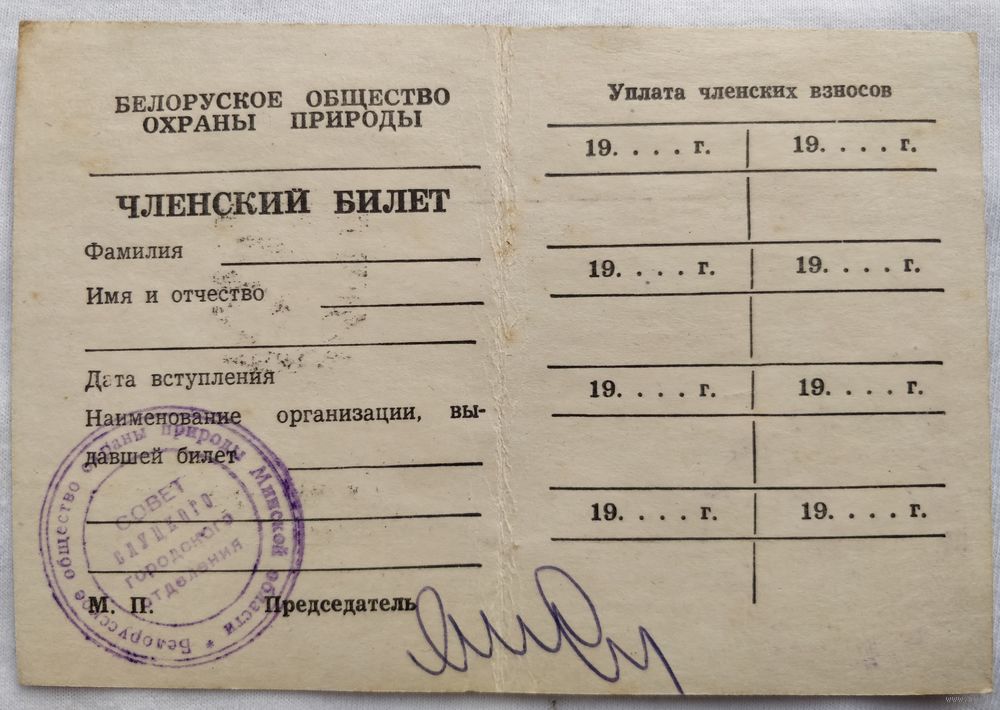 БЕЛОРУСКОЕ ОБЩЕСТВО
ОХРАНЫ ПРИРОДЫ
ЧЛЕНСКИЙ БИЛЕТ
Фамилия
Имя и отчество
Дата вступления
Наименование организации, вы-
давшей билет
М. П. Председатель
* Белорусское общество охраны природы Минской области
СОВЕТ
СЛУЦКОГО
городского
отделения
Уплата членских взносов
19. . . . г. 19. . . . г.
19. . . . г. 19. . . . г.
19. . . . г. 19. . . . г.
19. . . . г. 19. . . . г.